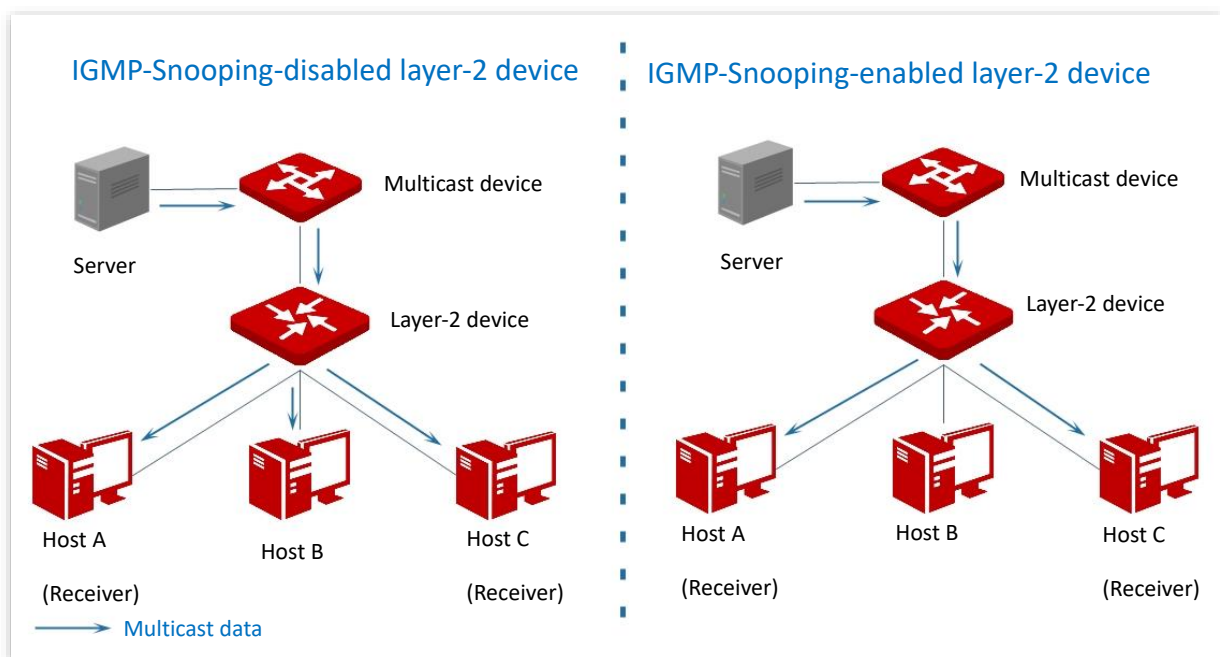 IGMP-Snooping-disabled layer-2 device
Multicast device
Server
Layer-2 device
Host A
(Receiver)
Host B
Host C
(Receiver)
Multicast data
IGMP-Snooping-enabled layer-2 device
Multicast device
Server
Layer-2 device
Host A
(Receiver)
Host B
Host C
(Receiver)